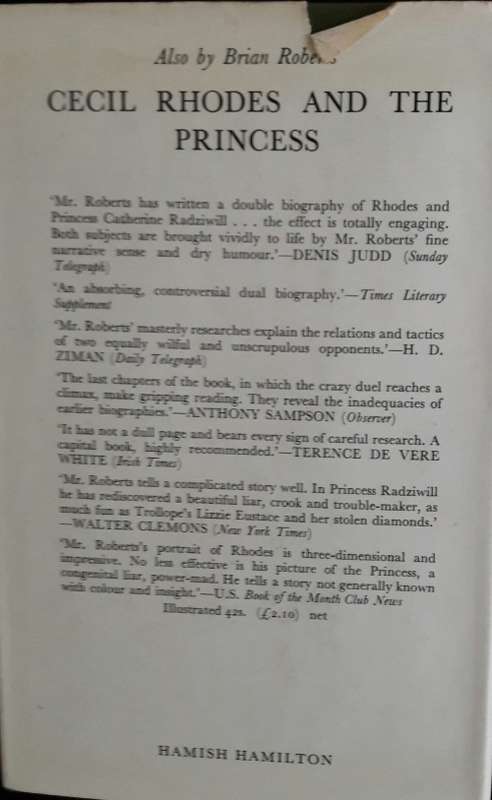 Also by Brian Roberts
CECIL RHODES AND THE
PRINCESS
'Mr. Roberts has written a double biography of Rhodes and
Princess Catherine Radziwill . . . the effect is totally engaging.
Both subjects are brought vividly to life by Mr. Roberts' fine
narrative sense and dry humour.'—DENIS JUDD (Sunday
Telegraph)
'An absorbing, controversial dual biography.'—Times Literary
Supplement
'Mr. Roberts' masterly researches explain the relations and tactics
of two equally wilful and unscrupulous opponents.'—H. D.
ZIMAN (Daily Telegraph)
'The last chapters of the book, in which the crazy duel reaches a
climax, make gripping reading. They reveal the inadequacies of
earlier biographies.'—ANTHONY SAMPSON (Observer)
'It has not a dull page and bears every sign of careful research. A
capital book, highly recommended.'—TERENCE DE VERE
WHITE (Irish Times)
'Mr. Roberts tells a complicated story well. In Princess Radziwill
he has rediscovered a beautiful liar, crook and trouble-maker, as
much fun as Trollope's Lizzie Eustace and her stolen diamonds.'
—WALTER CLEMONS (New York Times)
'Mr. Roberts's portrait of Rhodes is three-dimensional and
impressive. No less effective is his picture of the Princess, a
congenital liar, power-mad. He tells a story not generally known
with colour and insight.'—U.S. Book of the Month Club News
Illustrated 42s. (£2.10) net
HAMISH HAMILTON